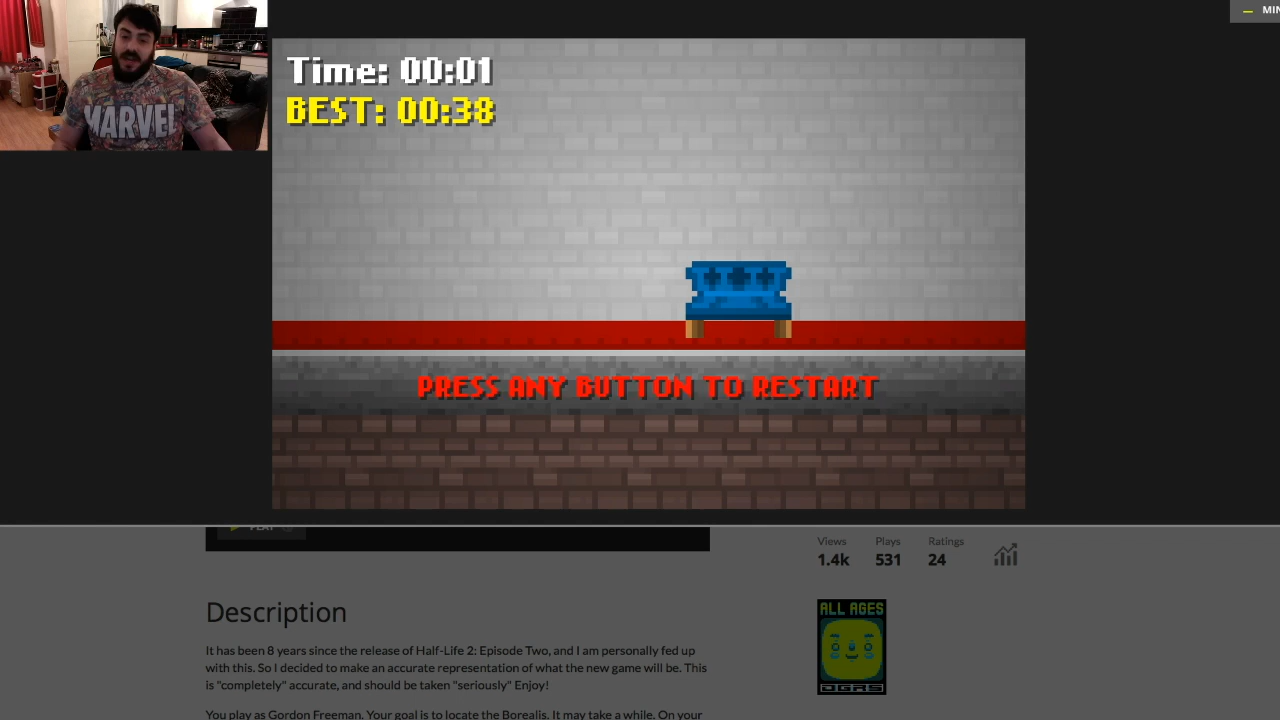 MARVEL
Time: 00:01
BEST: 00:38
PRESS ANY BUTTON TO RESTART
PLAY
Views Plays Ratings
1.4k 531 24
Description
It has been 8 years since the release of Half-Life 2: Episode Two, and I am personally fed up
with this. So I decided to make an accurate representation of what the new game will be. This
is "completely" accurate, and should be taken "seriously" Enjoy!
You play as Gordon Freeman. Your goal is to locate the Borealis. It may take a while. On your
ALL AGES
DGRS